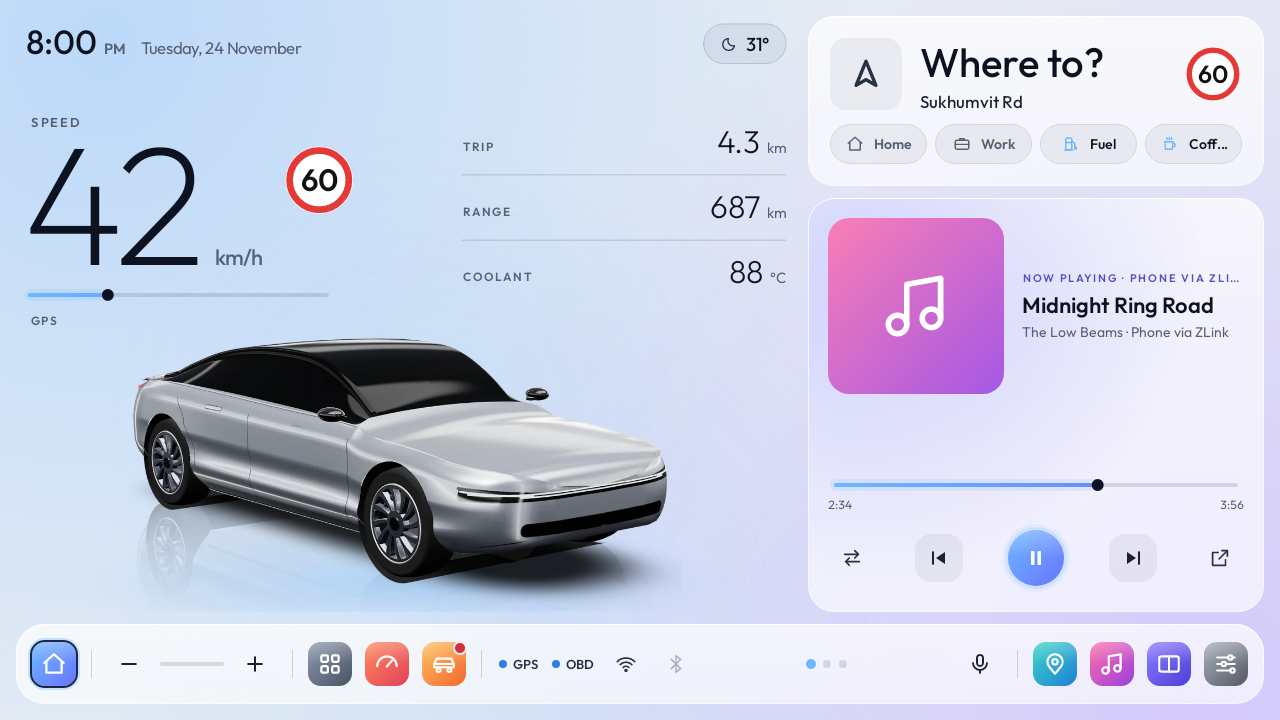 8:00 PM Tuesday, 24 November
31°
SPEED
42 km/h
60
GPS
TRIP 4.3 km
RANGE 687 km
COOLANT 88 °C
Where to?
Sukhumvit Rd
60
Home Work Fuel Coff...
NOW PLAYING · PHONE VIA ZLI...
Midnight Ring Road
The Low Beams · Phone via ZLink
2:34 3:56
GPS OBD